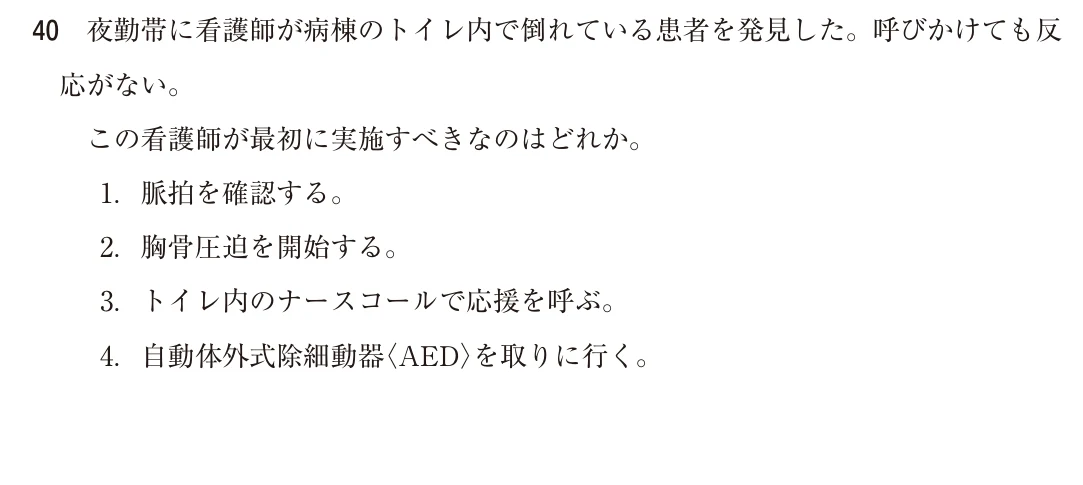 40　夜勤帯に看護師が病棟のトイレ内で倒れている患者を発見した。呼びかけても反
応がない。
この看護師が最初に実施すべきなのはどれか。
1. 脈拍を確認する。
2. 胸骨圧迫を開始する。
3. トイレ内のナースコールで応援を呼ぶ。
4. 自動体外式除細動器〈AED〉を取りに行く。